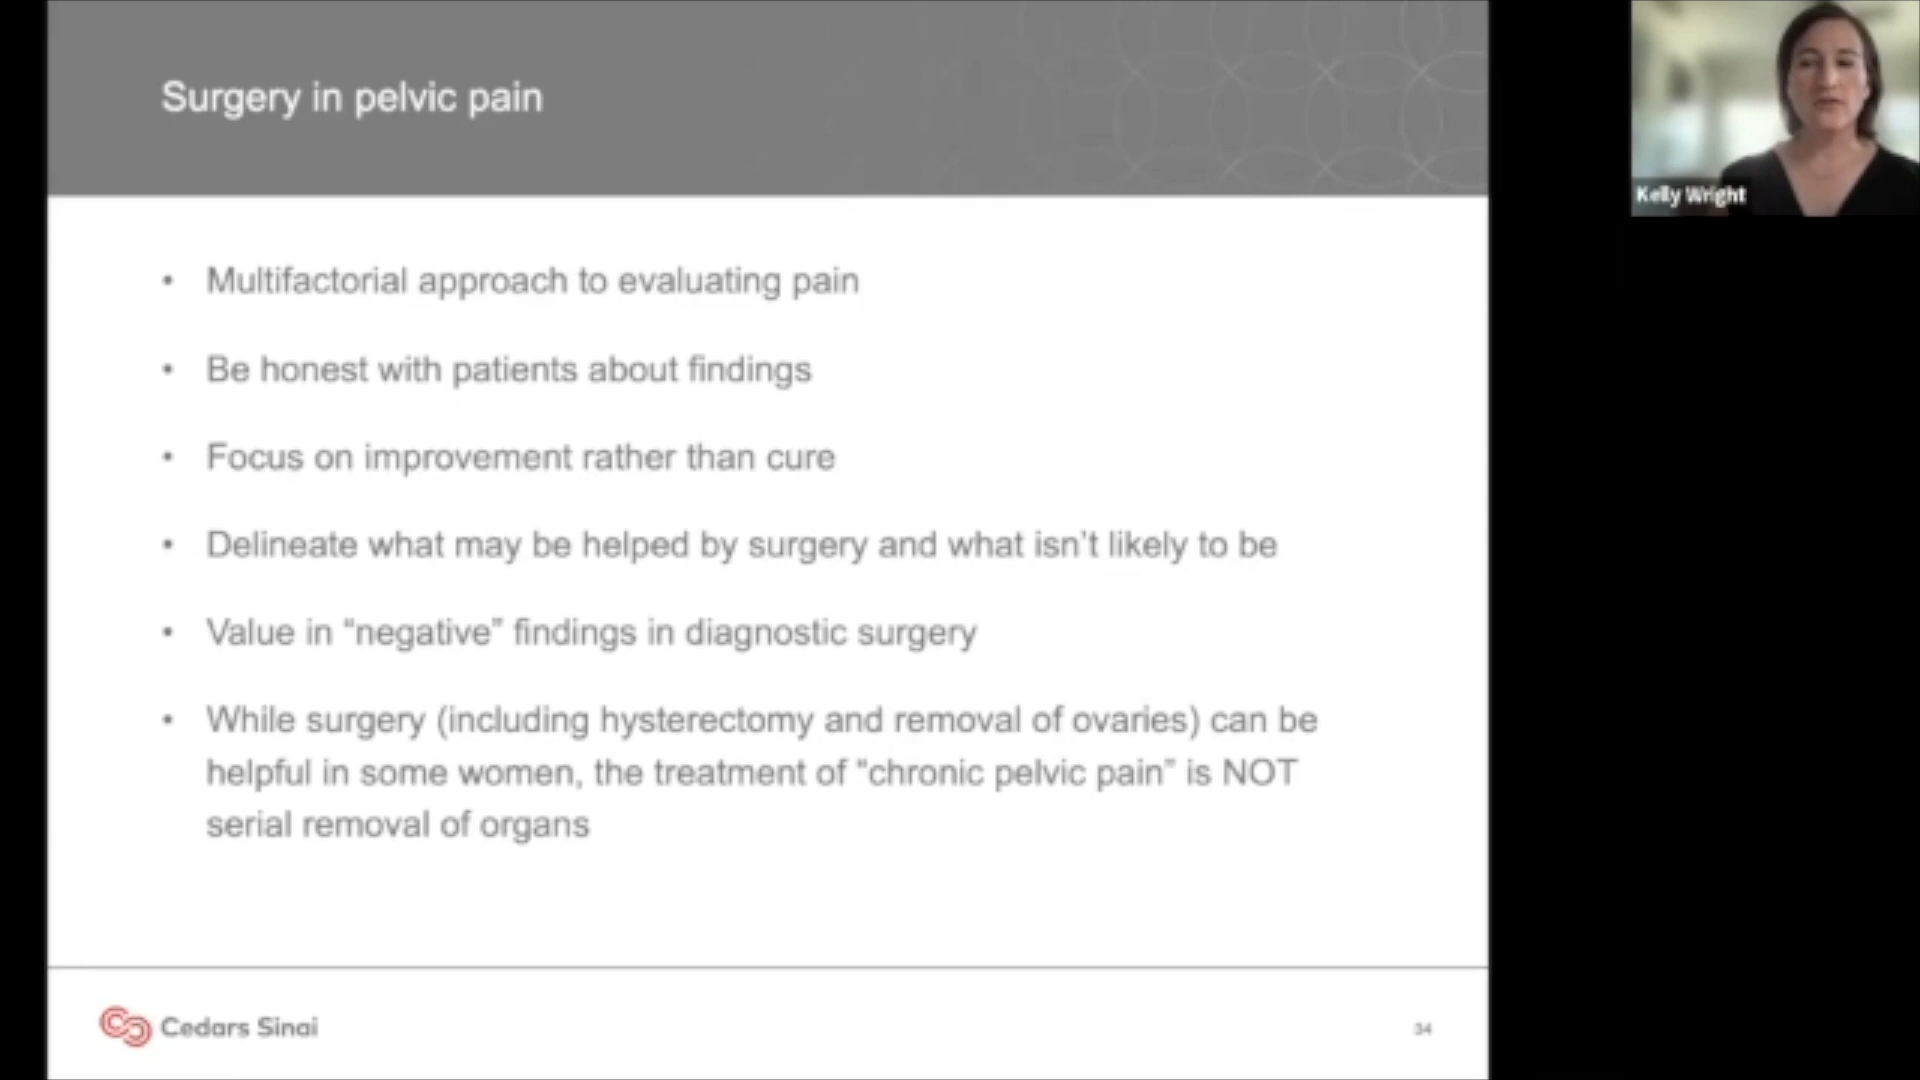 Surgery in pelvic pain
Kelly Wright
• Multifactorial approach to evaluating pain
• Be honest with patients about findings
• Focus on improvement rather than cure
• Delineate what may be helped by surgery and what isn't likely to be
• Value in “negative” findings in diagnostic surgery
• While surgery (including hysterectomy and removal of ovaries) can be
helpful in some women, the treatment of “chronic pelvic pain” is NOT
serial removal of organs
Cedars Sinai
34